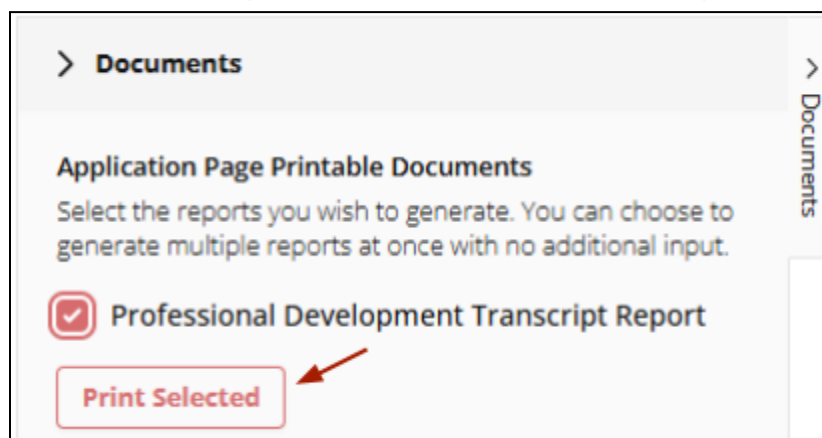 Documents
Documents
Application Page Printable Documents
Select the reports you wish to generate. You can choose to
generate multiple reports at once with no additional input.
Professional Development Transcript Report
Print Selected